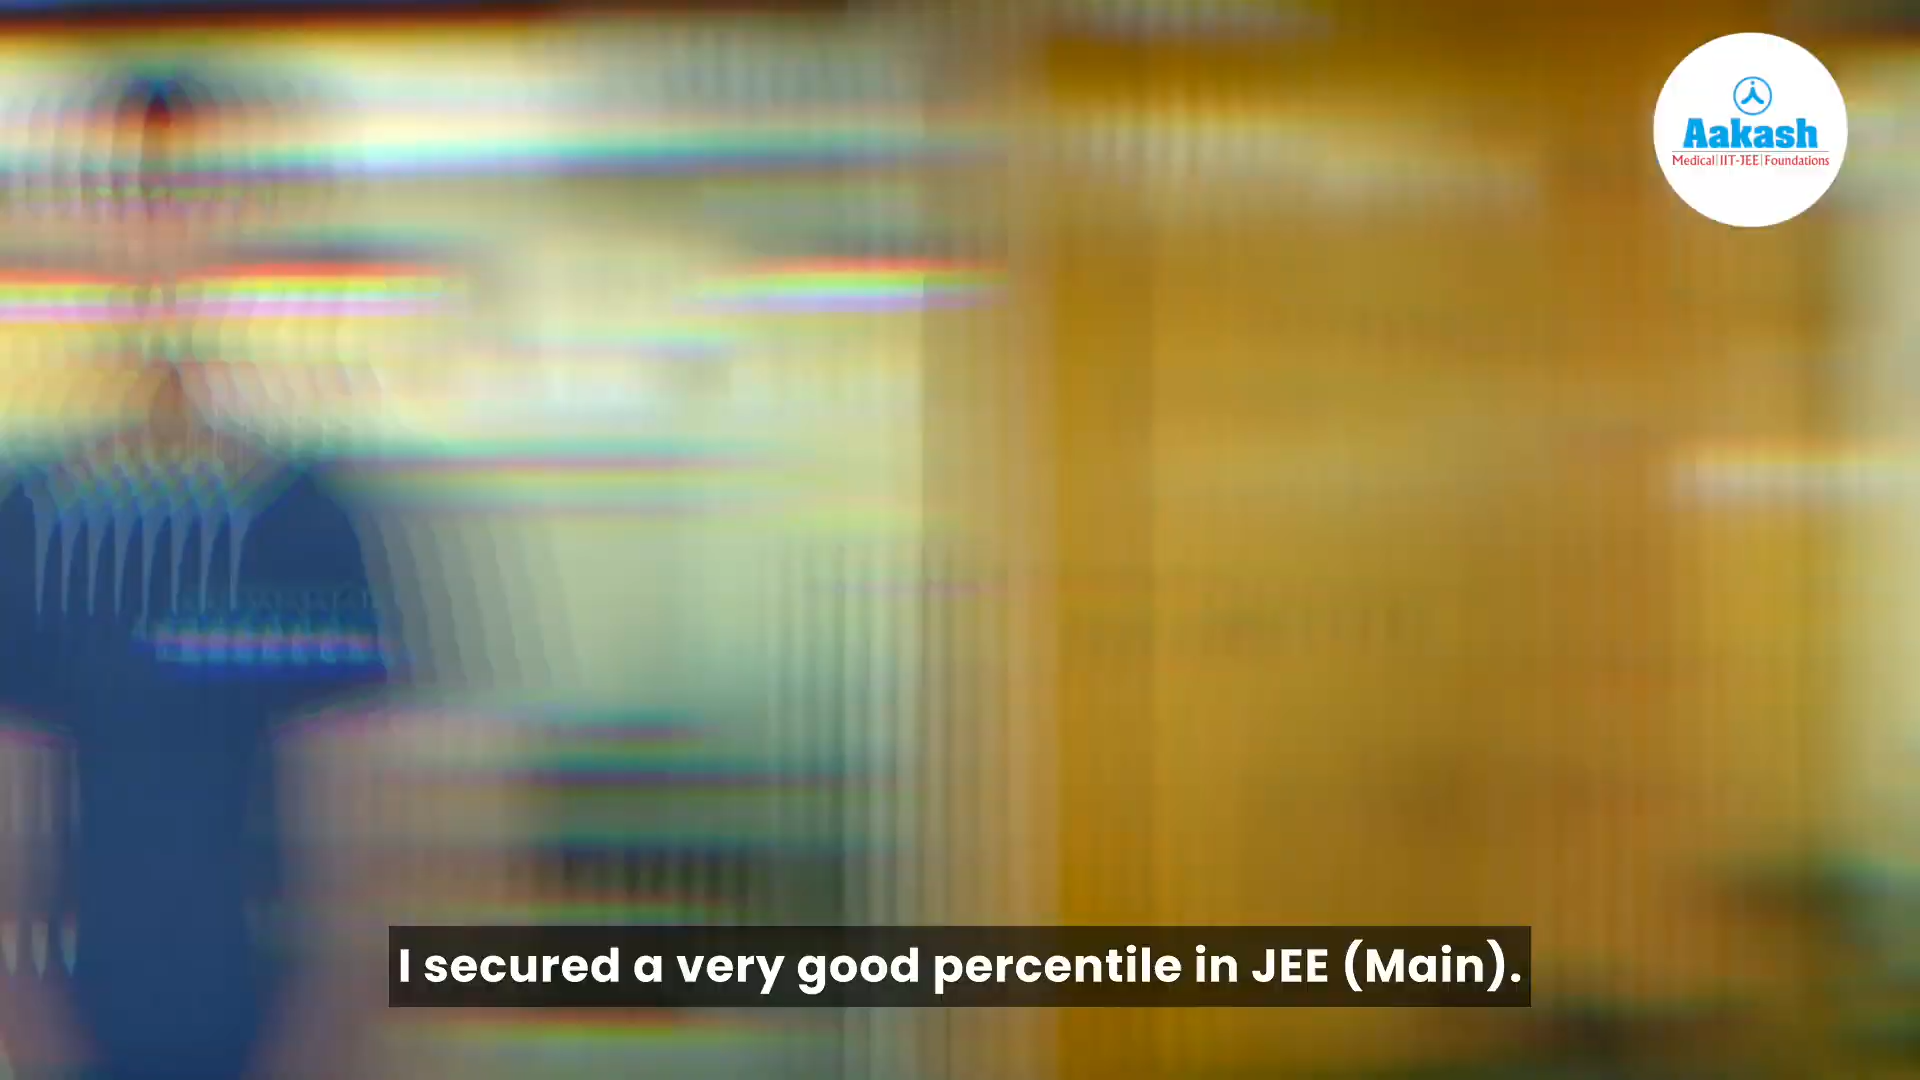 Aakash
Medical|IIT-JEE|Foundations
I secured a very good percentile in JEE (Main).